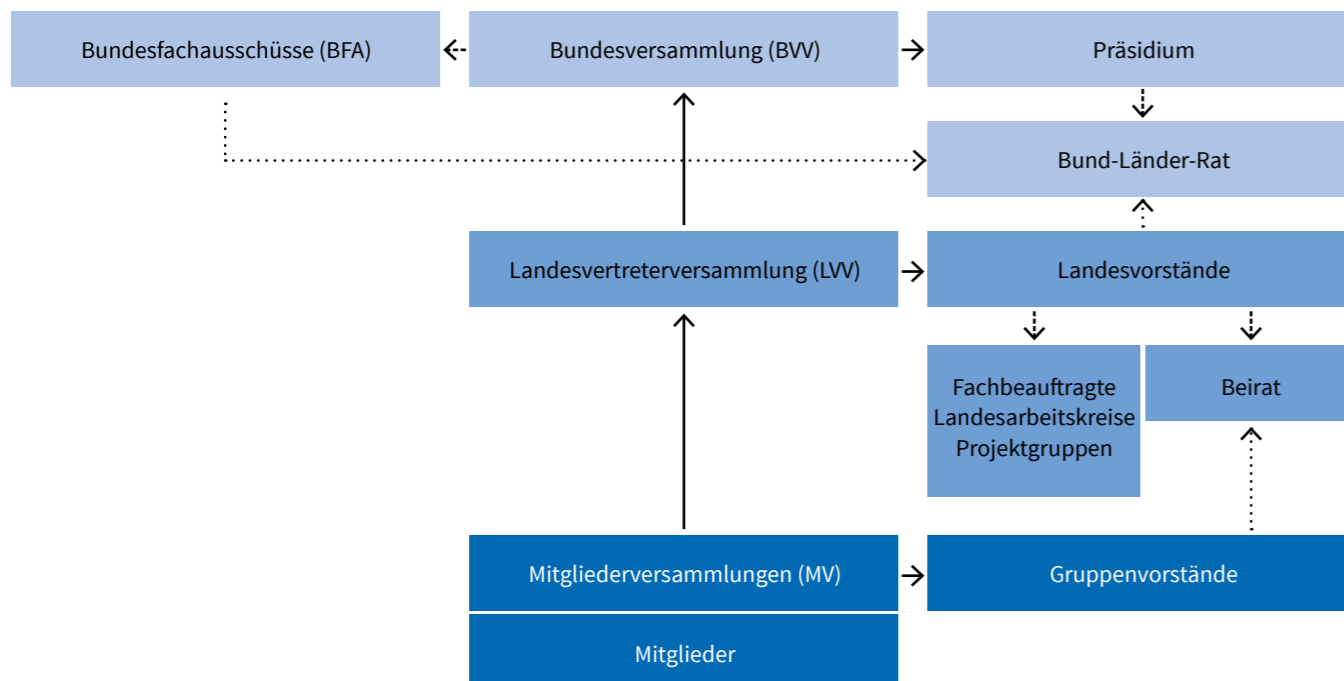 Bundesfachausschüsse (BFA)
Bundesversammlung (BVV)
Präsidium
Bund-Länder-Rat
Landesvertreterversammlung (LVV)
Landesvorstände
Fachbeauftragte
Landesarbeitskreise
Projektgruppen
Beirat
Mitgliederversammlungen (MV)
Gruppenvorstände
Mitglieder